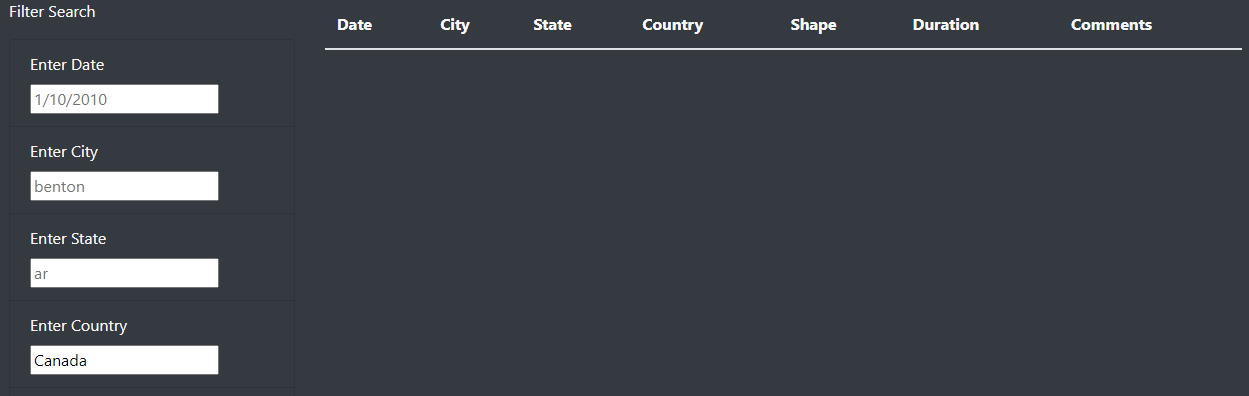 Filter Search
Date City State Country Shape Duration Comments
Enter Date
1/10/2010
Enter City
benton
Enter State
ar
Enter Country
Canada